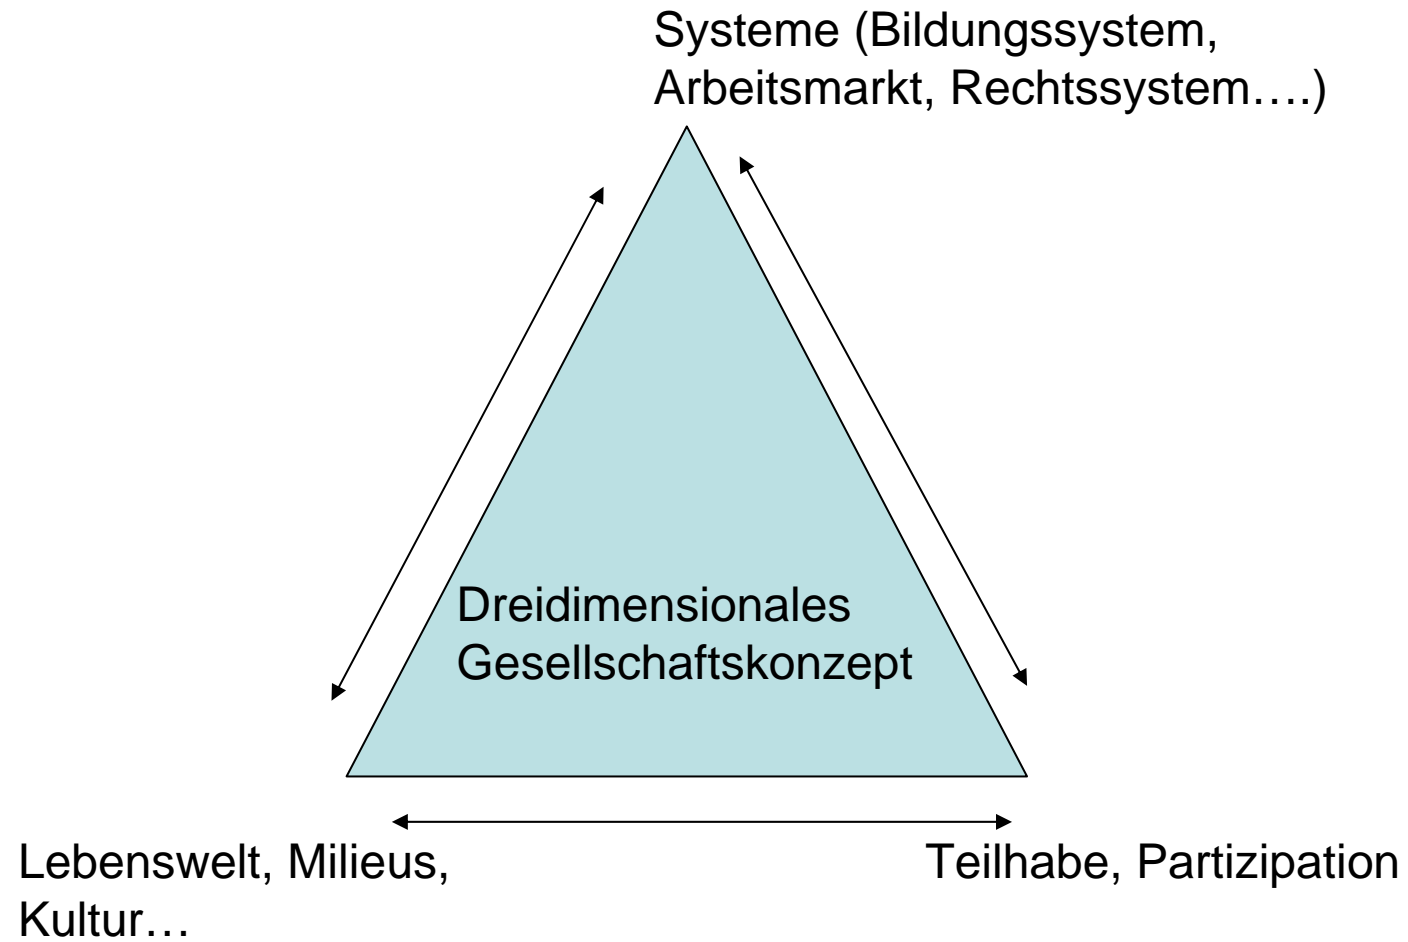 Systeme (Bildungssystem,
Arbeitsmarkt, Rechtssystem….)
Dreidimensionales
Gesellschaftskonzept
Lebenswelt, Milieus,
Kultur…
Teilhabe, Partizipation